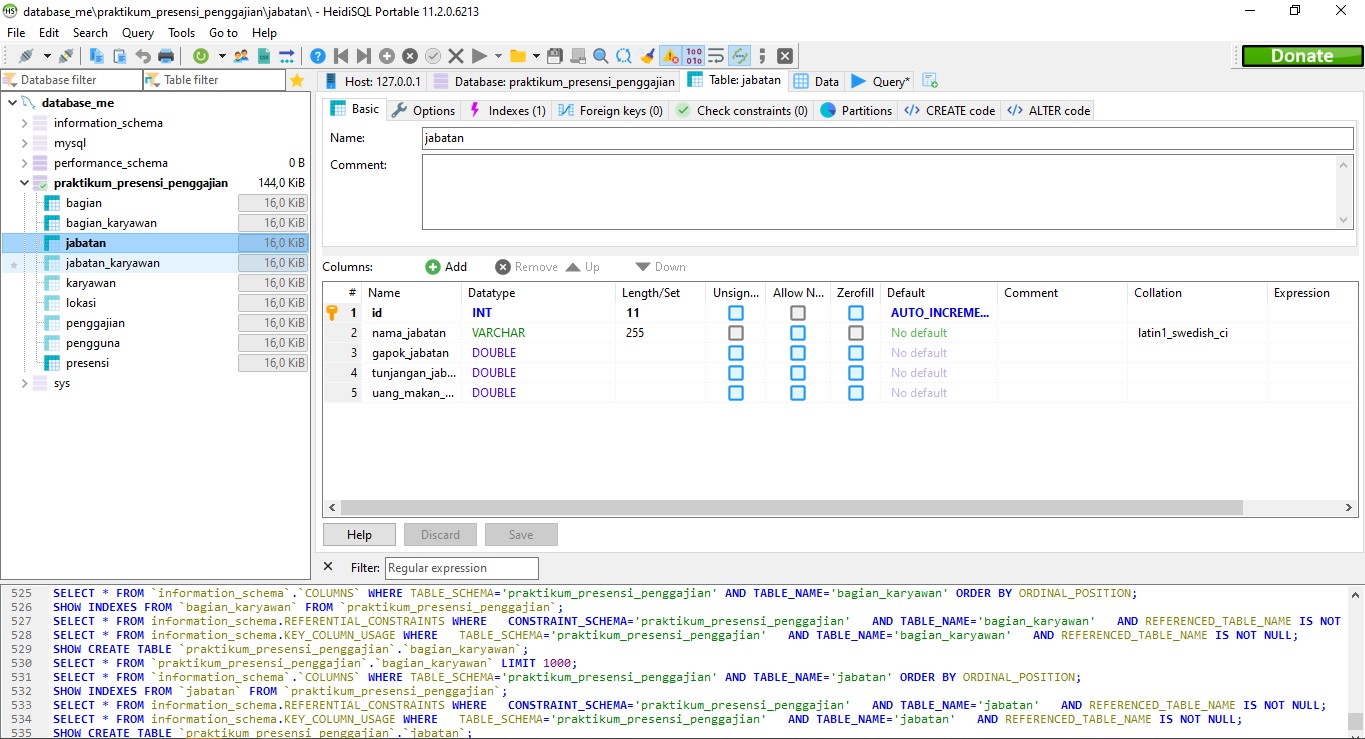 HS database_me\praktikum_presensi_penggajian\jabatan\ - HeidiSQL Portable 11.2.0.6213
File Edit Search Query Tools Go to Help
Donate
Database filter Table filter
Host: 127.0.0.1 Database: praktikum_presensi_penggajian Table: jabatan Data Query*
database_me
information_schema
mysql
performance_schema 0 B
praktikum_presensi_penggajian 144,0 KiB
bagian 16,0 KiB
bagian_karyawan 16,0 KiB
jabatan 16,0 KiB
jabatan_karyawan 16,0 KiB
karyawan 16,0 KiB
lokasi 16,0 KiB
penggajian 16,0 KiB
pengguna 16,0 KiB
presensi 16,0 KiB
sys
Basic Options Indexes (1) Foreign keys (0) Check constraints (0) Partitions CREATE code ALTER code
Name: jabatan
Comment:
Columns: Add Remove Up Down
# Name Datatype Length/Set Unsign... Allow N... Zerofill Default Comment Collation Expression
1 id INT 11 AUTO_INCREME...
2 nama_jabatan VARCHAR 255 No default latin1_swedish_ci
3 gapok_jabatan DOUBLE No default
4 tunjangan_jab... DOUBLE No default
5 uang_makan_... DOUBLE No default
Help Discard Save
Filter: Regular expression
525 SELECT * FROM `information_schema`.`COLUMNS` WHERE TABLE_SCHEMA='praktikum_presensi_penggajian' AND TABLE_NAME='bagian_karyawan' ORDER BY ORDINAL_POSITION;
526 SHOW INDEXES FROM `bagian_karyawan` FROM `praktikum_presensi_penggajian`;
527 SELECT * FROM information_schema.REFERENTIAL_CONSTRAINTS WHERE CONSTRAINT_SCHEMA='praktikum_presensi_penggajian' AND TABLE_NAME='bagian_karyawan' AND REFERENCED_TABLE_NAME IS NOT
528 SELECT * FROM information_schema.KEY_COLUMN_USAGE WHERE TABLE_SCHEMA='praktikum_presensi_penggajian' AND TABLE_NAME='bagian_karyawan' AND REFERENCED_TABLE_NAME IS NOT NULL;
529 SHOW CREATE TABLE `praktikum_presensi_penggajian`.`bagian_karyawan`;
530 SELECT * FROM `praktikum_presensi_penggajian`.`bagian_karyawan` LIMIT 1000;
531 SELECT * FROM `information_schema`.`COLUMNS` WHERE TABLE_SCHEMA='praktikum_presensi_penggajian' AND TABLE_NAME='jabatan' ORDER BY ORDINAL_POSITION;
532 SHOW INDEXES FROM `jabatan` FROM `praktikum_presensi_penggajian`;
533 SELECT * FROM information_schema.REFERENTIAL_CONSTRAINTS WHERE CONSTRAINT_SCHEMA='praktikum_presensi_penggajian' AND TABLE_NAME='jabatan' AND REFERENCED_TABLE_NAME IS NOT NULL;
534 SELECT * FROM information_schema.KEY_COLUMN_USAGE WHERE TABLE_SCHEMA='praktikum_presensi_penggajian' AND TABLE_NAME='jabatan' AND REFERENCED_TABLE_NAME IS NOT NULL;
535 SHOW CREATE TABLE `praktikum_presensi_penggajian`.`jabatan`;